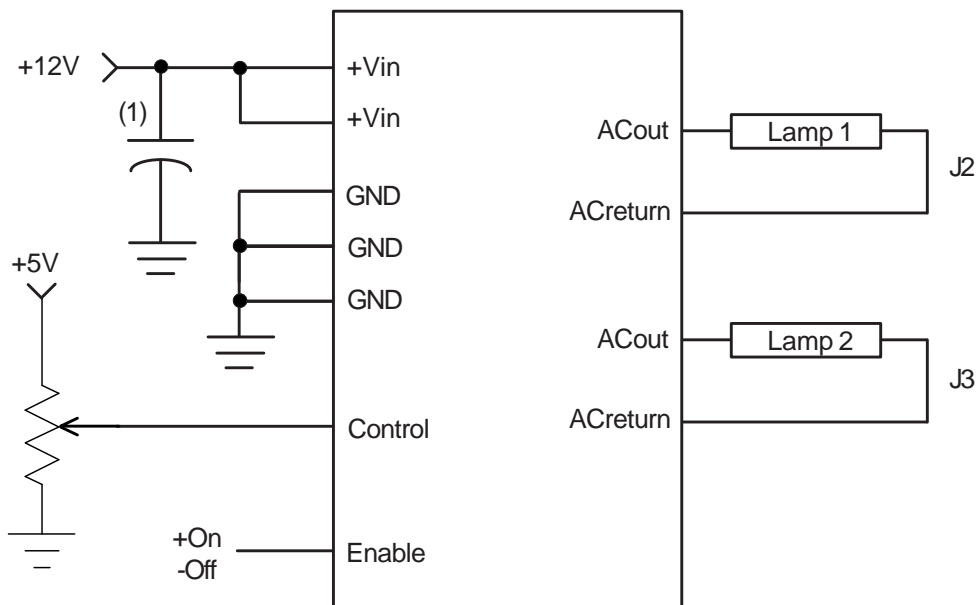 +12V
(1)
+Vin
+Vin
GND
GND
GND
+5V
Control
+On
-Off
Enable
ACout
Lamp 1
J2
ACreturn
ACout
Lamp 2
J3
ACreturn